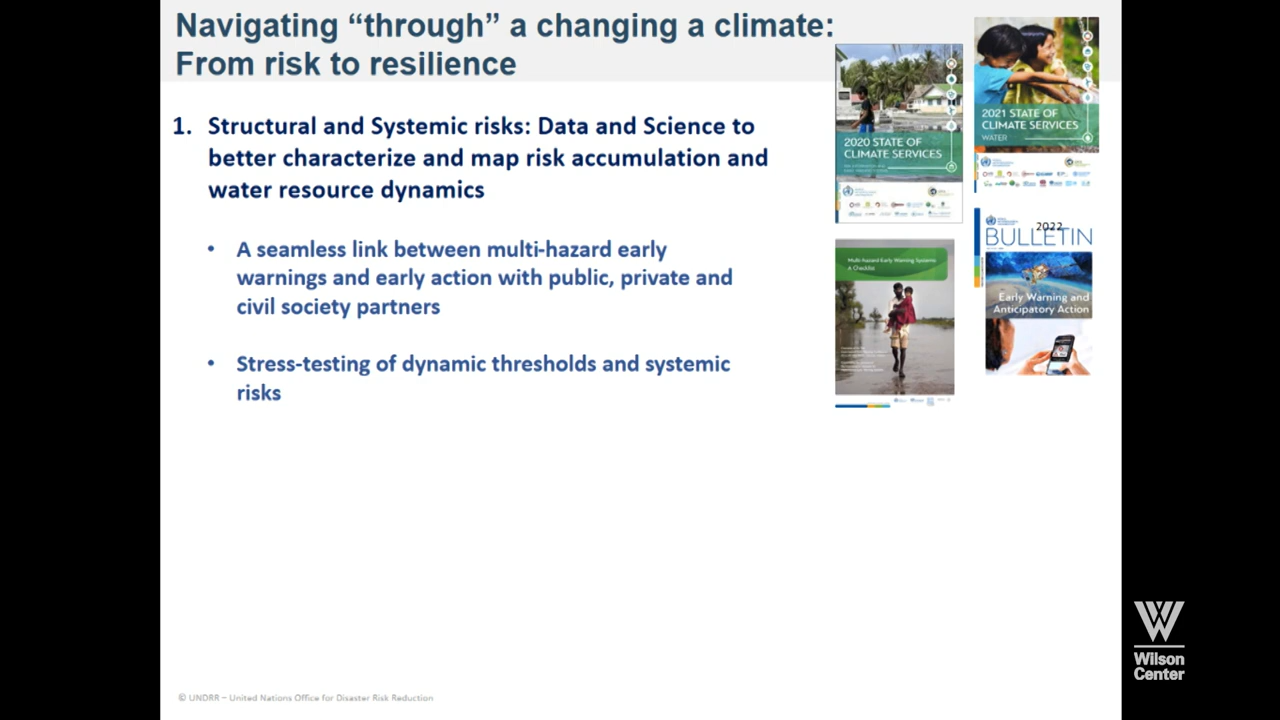 Navigating “through” a changing a climate:
From risk to resilience
1. Structural and Systemic risks: Data and Science to
better characterize and map risk accumulation and
water resource dynamics
• A seamless link between multi-hazard early
warnings and early action with public, private and
civil society partners
• Stress-testing of dynamic thresholds and systemic
risks
2020 STATE OF
CLIMATE SERVICES
2021 STATE OF
CLIMATE SERVICES
WATER
Multi-hazard Early Warning Systems:
A Checklist
2022
BULLETIN
Early Warning and
Anticipatory Action
© UNDRR – United Nations Office for Disaster Risk Reduction
Wilson
Center